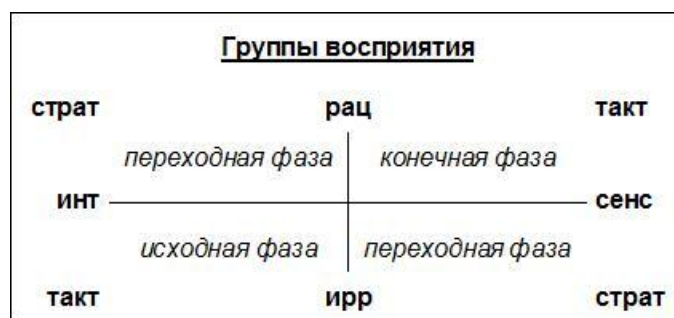 Группы восприятия
страт рац такт
переходная фаза конечная фаза
инт сенс
исходная фаза переходная фаза
такт ирр страт